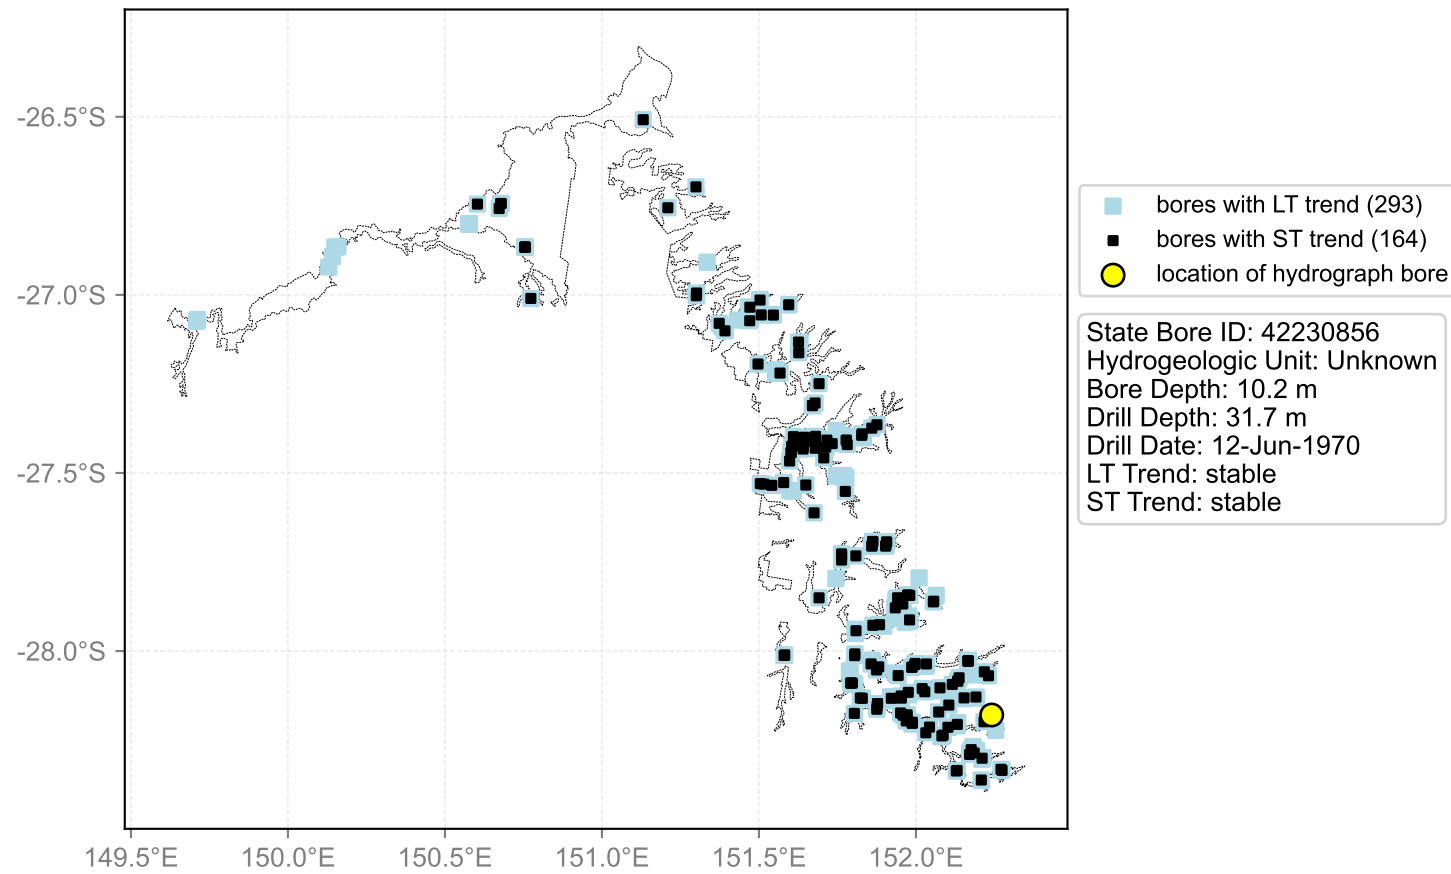 -26.5°S
-27.0°S
-27.5°S
-28.0°S
149.5°E
150.0°E
150.5°E
151.0°E
151.5°E
152.0°E
bores with LT trend (293)
bores with ST trend (164)
location of hydrograph bore
State Bore ID: 42230856
Hydrogeologic Unit: Unknown
Bore Depth: 10.2 m
Drill Depth: 31.7 m
Drill Date: 12-Jun-1970
LT Trend: stable
ST Trend: stable